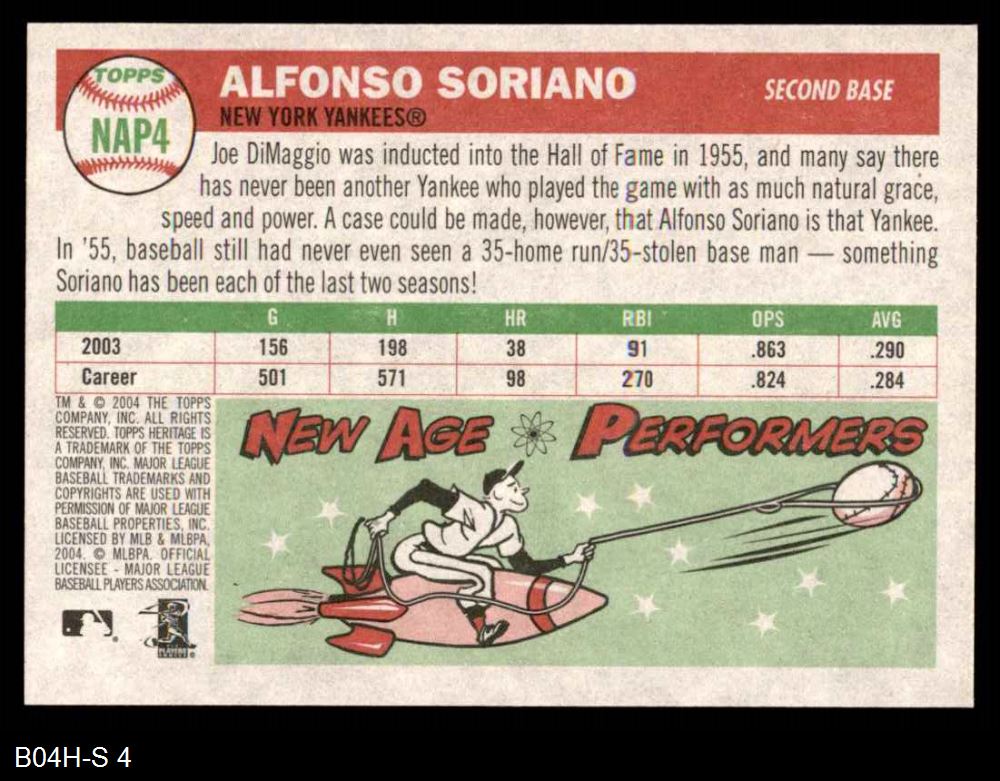 TOPPS
NAP4
ALFONSO SORIANO
SECOND BASE
NEW YORK YANKEES®
Joe DiMaggio was inducted into the Hall of Fame in 1955, and many say there
has never been another Yankee who played the game with as much natural grace,
speed and power. A case could be made, however, that Alfonso Soriano is that Yankee.
In '55, baseball still had never even seen a 35-home run/35-stolen base man — something
Soriano has been each of the last two seasons!
G H HR RBI OPS AVG
2003 156 198 38 91 .863 .290
Career 501 571 98 270 .824 .284
TM & © 2004 THE TOPPS
COMPANY, INC. ALL RIGHTS
RESERVED. TOPPS HERITAGE IS
A TRADEMARK OF THE TOPPS
COMPANY, INC. MAJOR LEAGUE
BASEBALL TRADEMARKS AND
COPYRIGHTS ARE USED WITH
PERMISSION OF MAJOR LEAGUE
BASEBALL PROPERTIES, INC.
LICENSED BY MLB & MLBPA,
2004. © MLBPA. OFFICIAL
LICENSEE - MAJOR LEAGUE
BASEBALL PLAYERS ASSOCIATION.
NEW AGE PERFORMERS
B04H-S 4